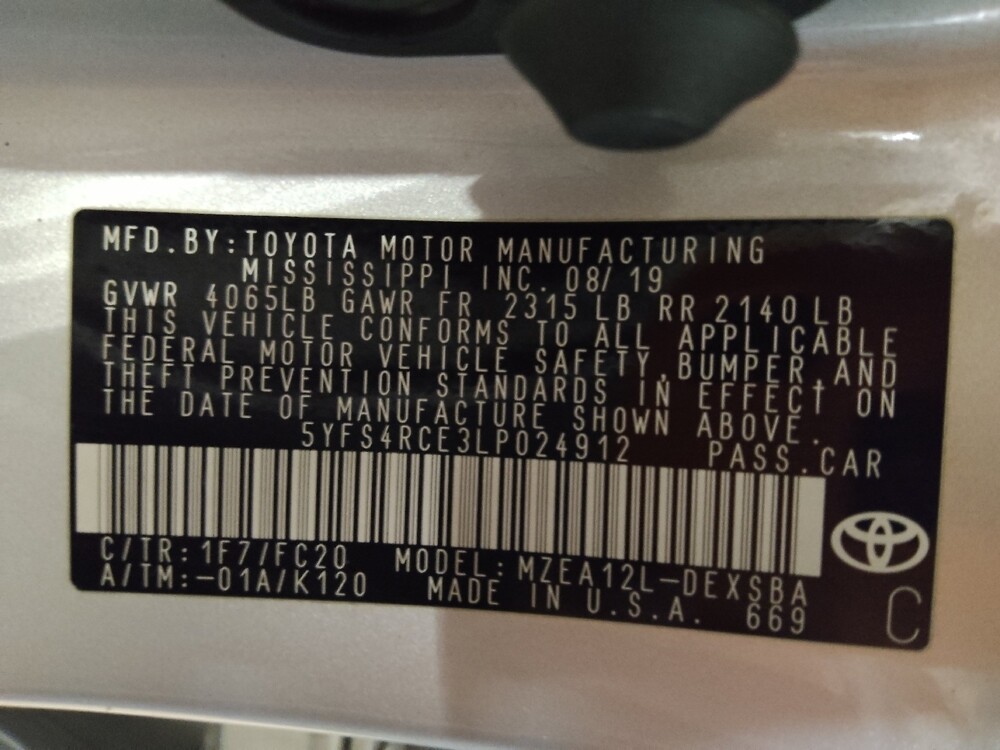 MFD.BY:TOYOTA MOTOR MANUFACTURING
MISSISSIPPI INC. 08/19
GVWR 4065LB GAWR FR 2315 LB RR 2140 LB
THIS VEHICLE CONFORMS TO ALL APPLICABLE
FEDERAL MOTOR VEHICLE SAFETY,BUMPER,AND
THEFT PREVENTION STANDARDS IN EFFECT ON
THE DATE OF MANUFACTURE SHOWN ABOVE.
5YFS4RCE3LP024912 PASS.CAR
C/TR:1F7/FC20 MODEL:MZEA12L-DEXSBA
A/TM:-01A/K120 MADE IN U.S.A. 669
C